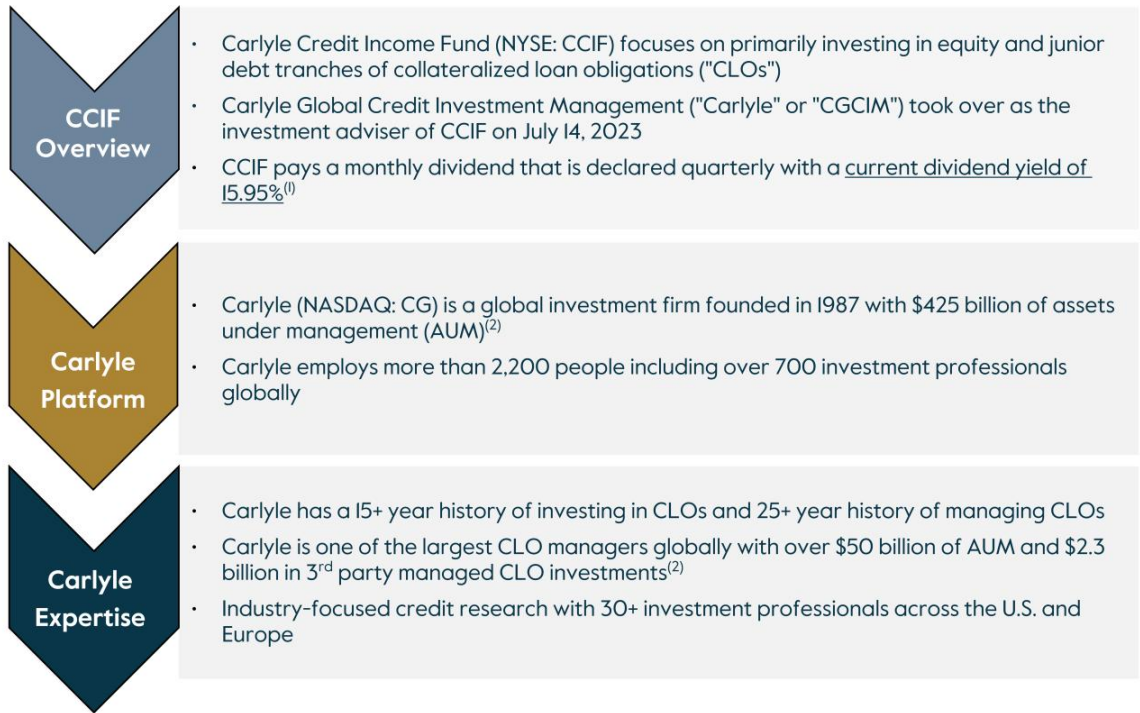 CCIF
Overview
• Carlyle Credit Income Fund (NYSE: CCIF) focuses on primarily investing in equity and junior
debt tranches of collateralized loan obligations ("CLOs")
• Carlyle Global Credit Investment Management ("Carlyle" or "CGCIM") took over as the
investment adviser of CCIF on July 14, 2023
• CCIF pays a monthly dividend that is declared quarterly with a current dividend yield of
15.95%(1)
Carlyle
Platform
• Carlyle (NASDAQ: CG) is a global investment firm founded in 1987 with $425 billion of assets
under management (AUM)(2)
• Carlyle employs more than 2,200 people including over 700 investment professionals
globally
Carlyle
Expertise
• Carlyle has a 15+ year history of investing in CLOs and 25+ year history of managing CLOs
• Carlyle is one of the largest CLO managers globally with over $50 billion of AUM and $2.3
billion in 3rd party managed CLO investments(2)
• Industry-focused credit research with 30+ investment professionals across the U.S. and
Europe